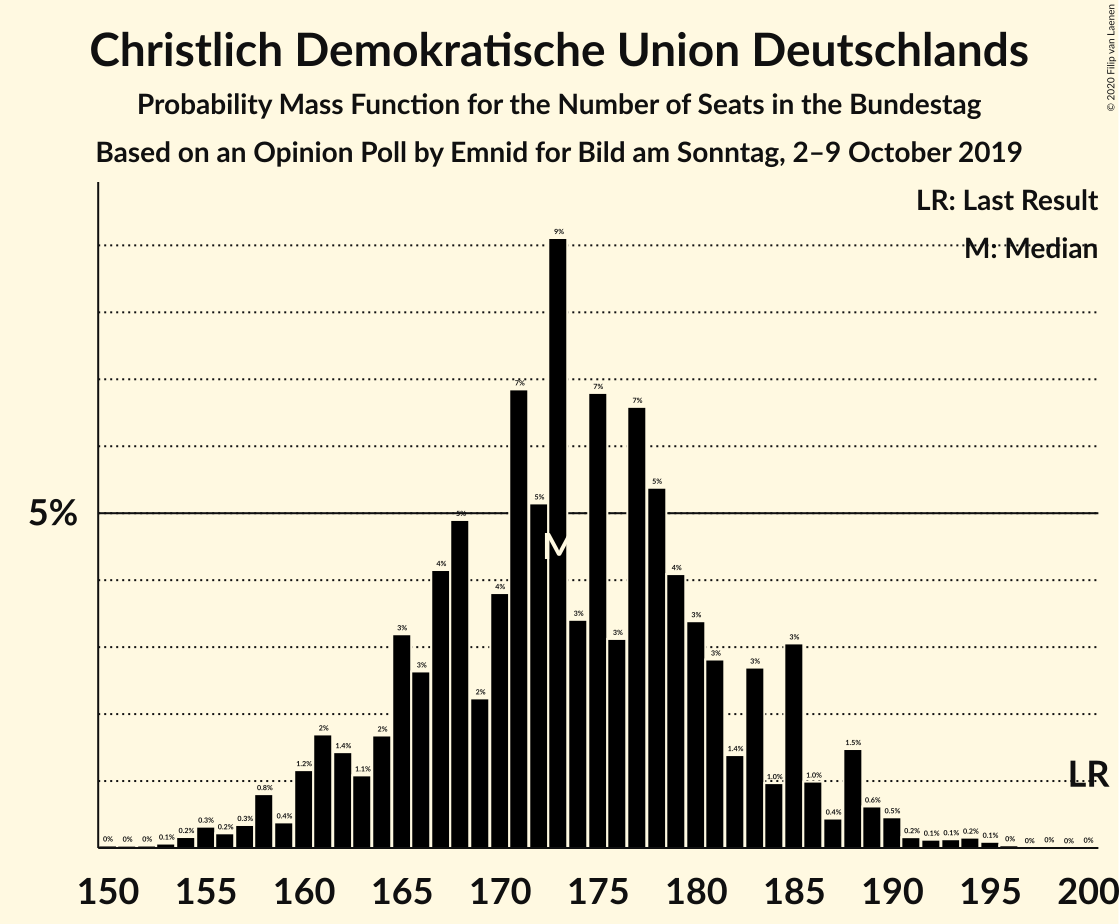 Christlich Demokratische Union Deutschlands
Probability Mass Function for the Number of Seats in the Bundestag
Based on an Opinion Poll by Emnid for Bild am Sonntag, 2–9 October 2019
© 2020 Filip van Laenen
LR: Last Result
M: Median
5%
0% 0% 0% 0.1% 0.2% 0.3% 0.2% 0.3% 0.8% 0.4% 1.2% 2% 1.4% 1.1% 2% 3% 3% 4% 5% 2% 4% 7% 5% 9% 3% 7% 3% 7% 5% 4% 3% 3% 1.4% 3% 1.0% 3% 1.0% 0.4% 1.5% 0.6% 0.5% 0.2% 0.1% 0.1% 0.2% 0.1% 0% 0% 0% 0% 0%
M
LR
150 155 160 165 170 175 180 185 190 195 200